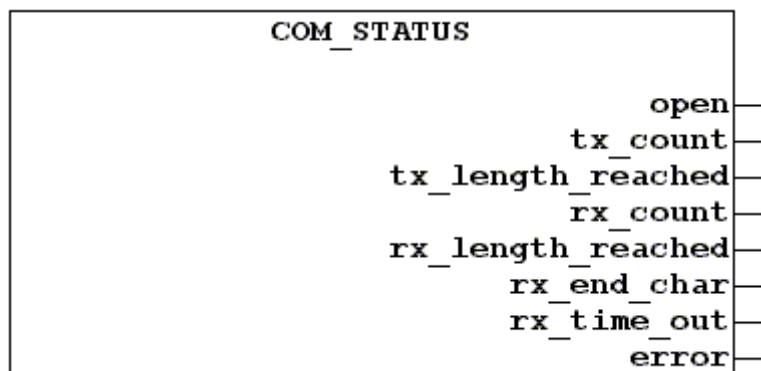 COM_STATUS
open
tx_count
tx_length_reached
rx_count
rx_length_reached
rx_end_char
rx_time_out
error